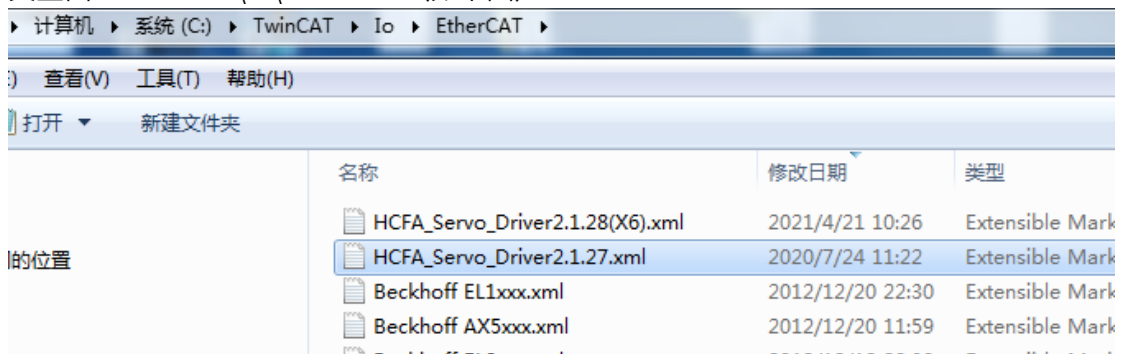 计算机 ▸ 系统 (C:) ▸ TwinCAT ▸ Io ▸ EtherCAT ▸
查看(V) 工具(T) 帮助(H)
打开 ▼ 新建文件夹
名称 修改日期 类型
HCFA_Servo_Driver2.1.28(X6).xml 2021/4/21 10:26 Extensible Mark
HCFA_Servo_Driver2.1.27.xml 2020/7/24 11:22 Extensible Mark
的位置
Beckhoff EL1xxx.xml 2012/12/20 22:30 Extensible Mark
Beckhoff AX5xxx.xml 2012/12/20 11:59 Extensible Mark